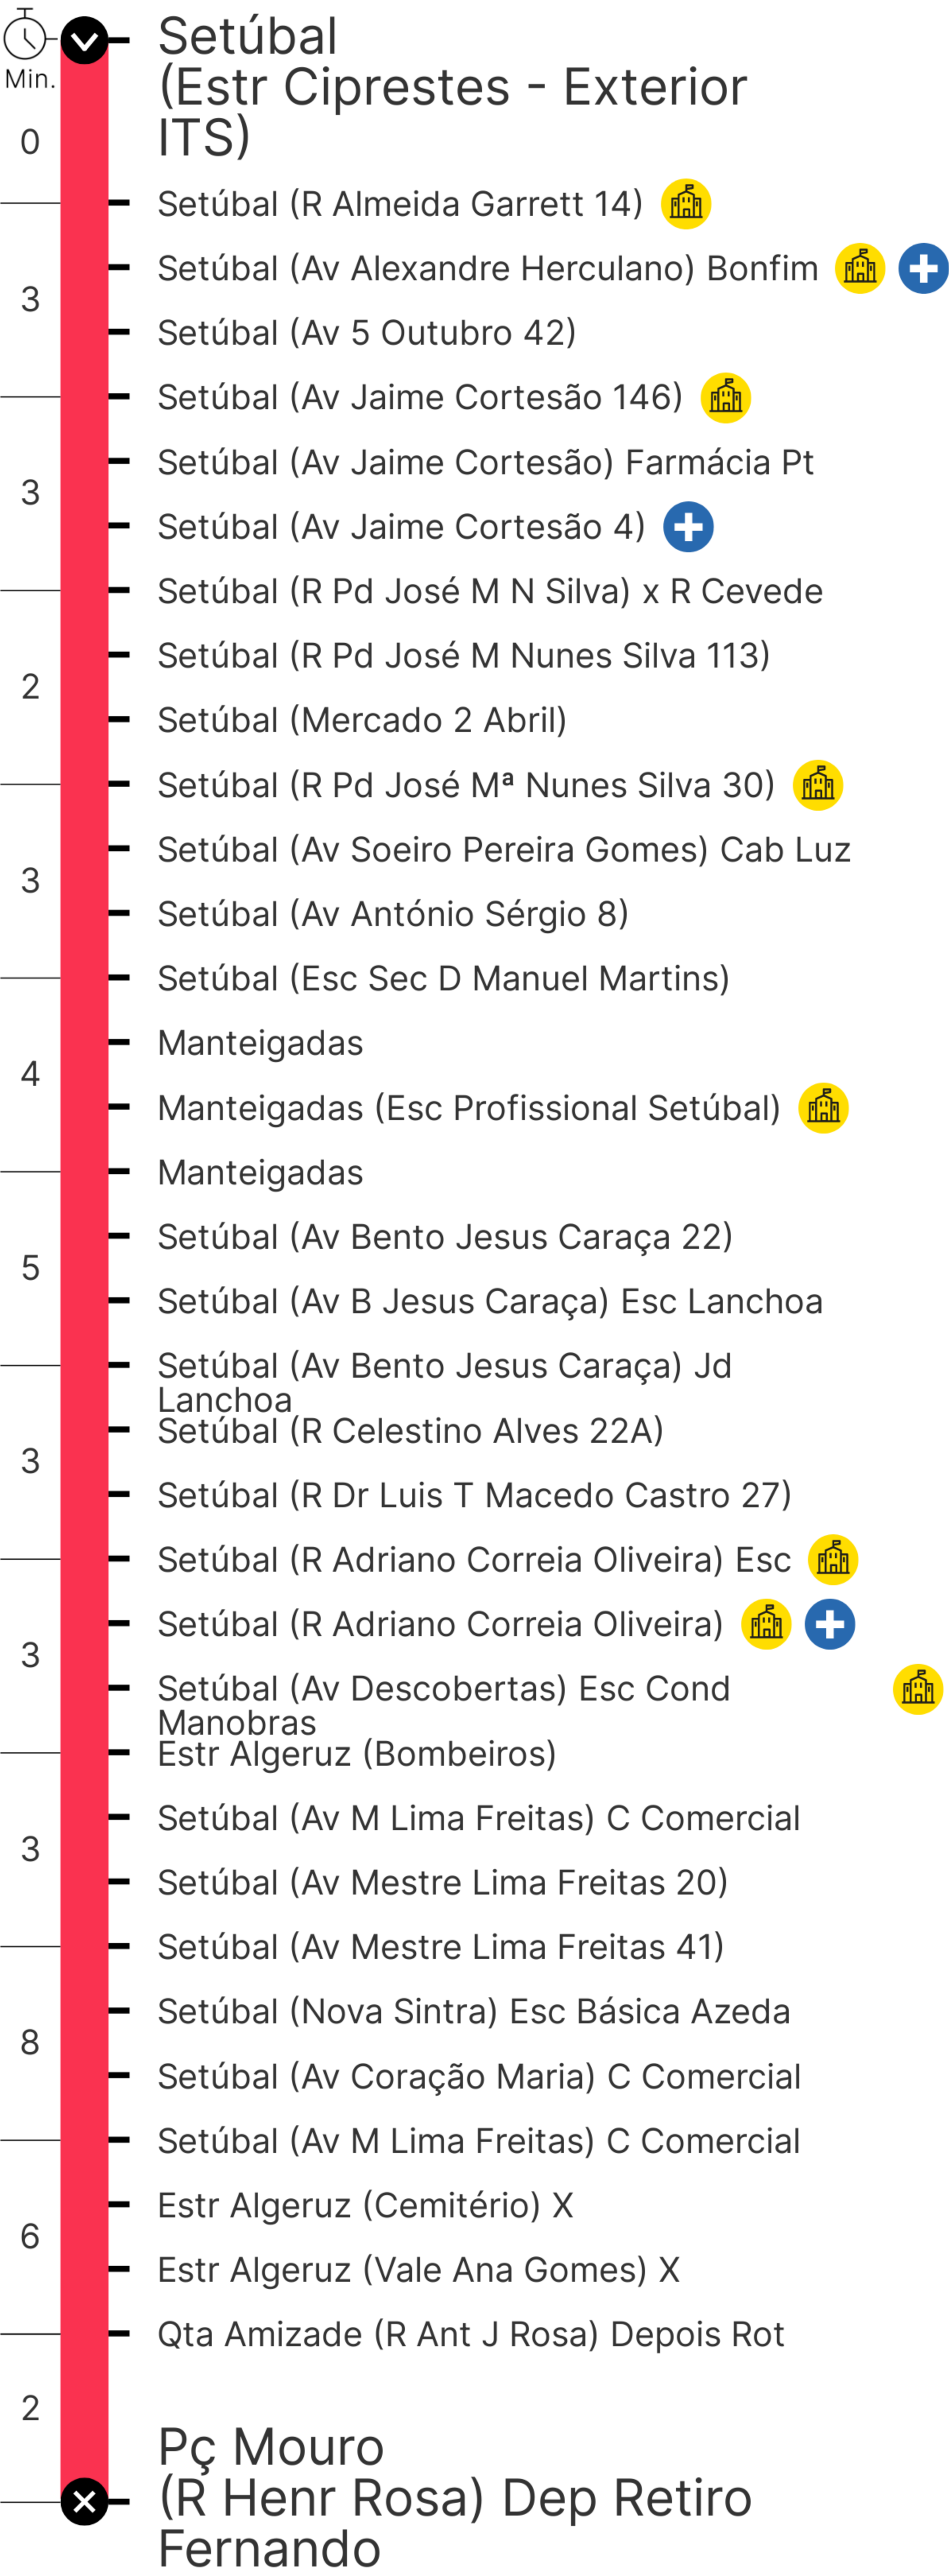 Setúbal
(Estr Ciprestes - Exterior
ITS)
Min.
0
Setúbal (R Almeida Garrett 14)
Setúbal (Av Alexandre Herculano) Bonfim
3
Setúbal (Av 5 Outubro 42)
Setúbal (Av Jaime Cortesão 146)
Setúbal (Av Jaime Cortesão) Farmácia Pt
3
Setúbal (Av Jaime Cortesão 4)
Setúbal (R Pd José M N Silva) x R Cevede
Setúbal (R Pd José M Nunes Silva 113)
2
Setúbal (Mercado 2 Abril)
Setúbal (R Pd José Mª Nunes Silva 30)
Setúbal (Av Soeiro Pereira Gomes) Cab Luz
3
Setúbal (Av António Sérgio 8)
Setúbal (Esc Sec D Manuel Martins)
Manteigadas
4
Manteigadas (Esc Profissional Setúbal)
Manteigadas
Setúbal (Av Bento Jesus Caraça 22)
5
Setúbal (Av B Jesus Caraça) Esc Lanchoa
Setúbal (Av Bento Jesus Caraça) Jd
Lanchoa
Setúbal (R Celestino Alves 22A)
3
Setúbal (R Dr Luis T Macedo Castro 27)
Setúbal (R Adriano Correia Oliveira) Esc
Setúbal (R Adriano Correia Oliveira)
3
Setúbal (Av Descobertas) Esc Cond
Manobras
Estr Algeruz (Bombeiros)
Setúbal (Av M Lima Freitas) C Comercial
3
Setúbal (Av Mestre Lima Freitas 20)
Setúbal (Av Mestre Lima Freitas 41)
Setúbal (Nova Sintra) Esc Básica Azeda
8
Setúbal (Av Coração Maria) C Comercial
Setúbal (Av M Lima Freitas) C Comercial
Estr Algeruz (Cemitério) X
6
Estr Algeruz (Vale Ana Gomes) X
Qta Amizade (R Ant J Rosa) Depois Rot
2
Pç Mouro
(R Henr Rosa) Dep Retiro
Fernando